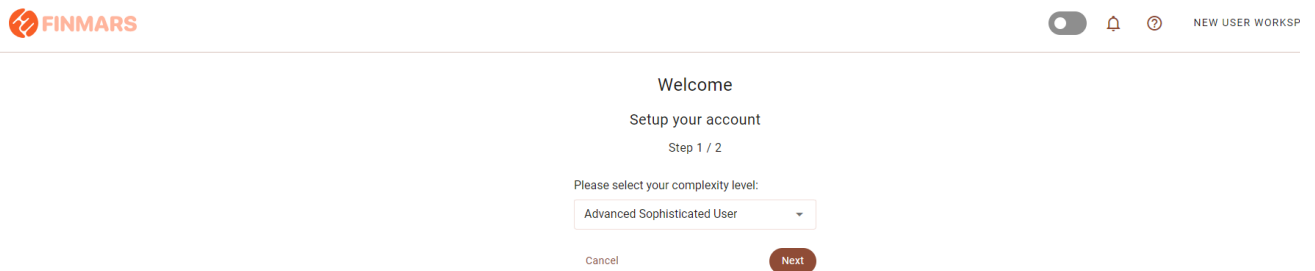 FINMARS
NEW USER WORKSP
Welcome
Setup your account
Step 1 / 2
Please select your complexity level:
Advanced Sophisticated User
Cancel
Next